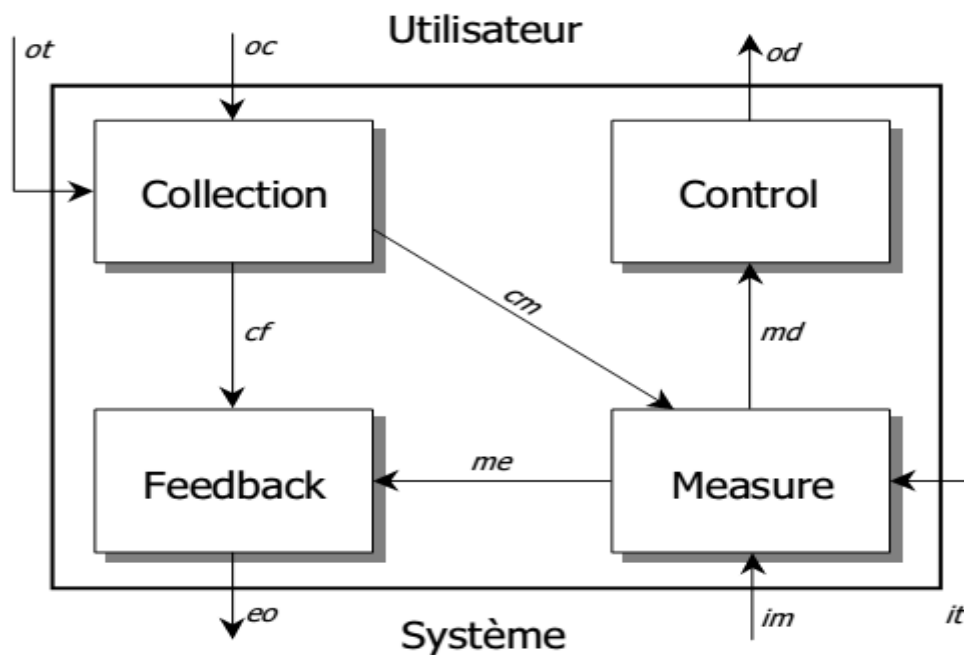 Utilisateur
ot
oc
od
Collection
Control
cm
cf
md
me
Feedback
Measure
eo
im
it
Système